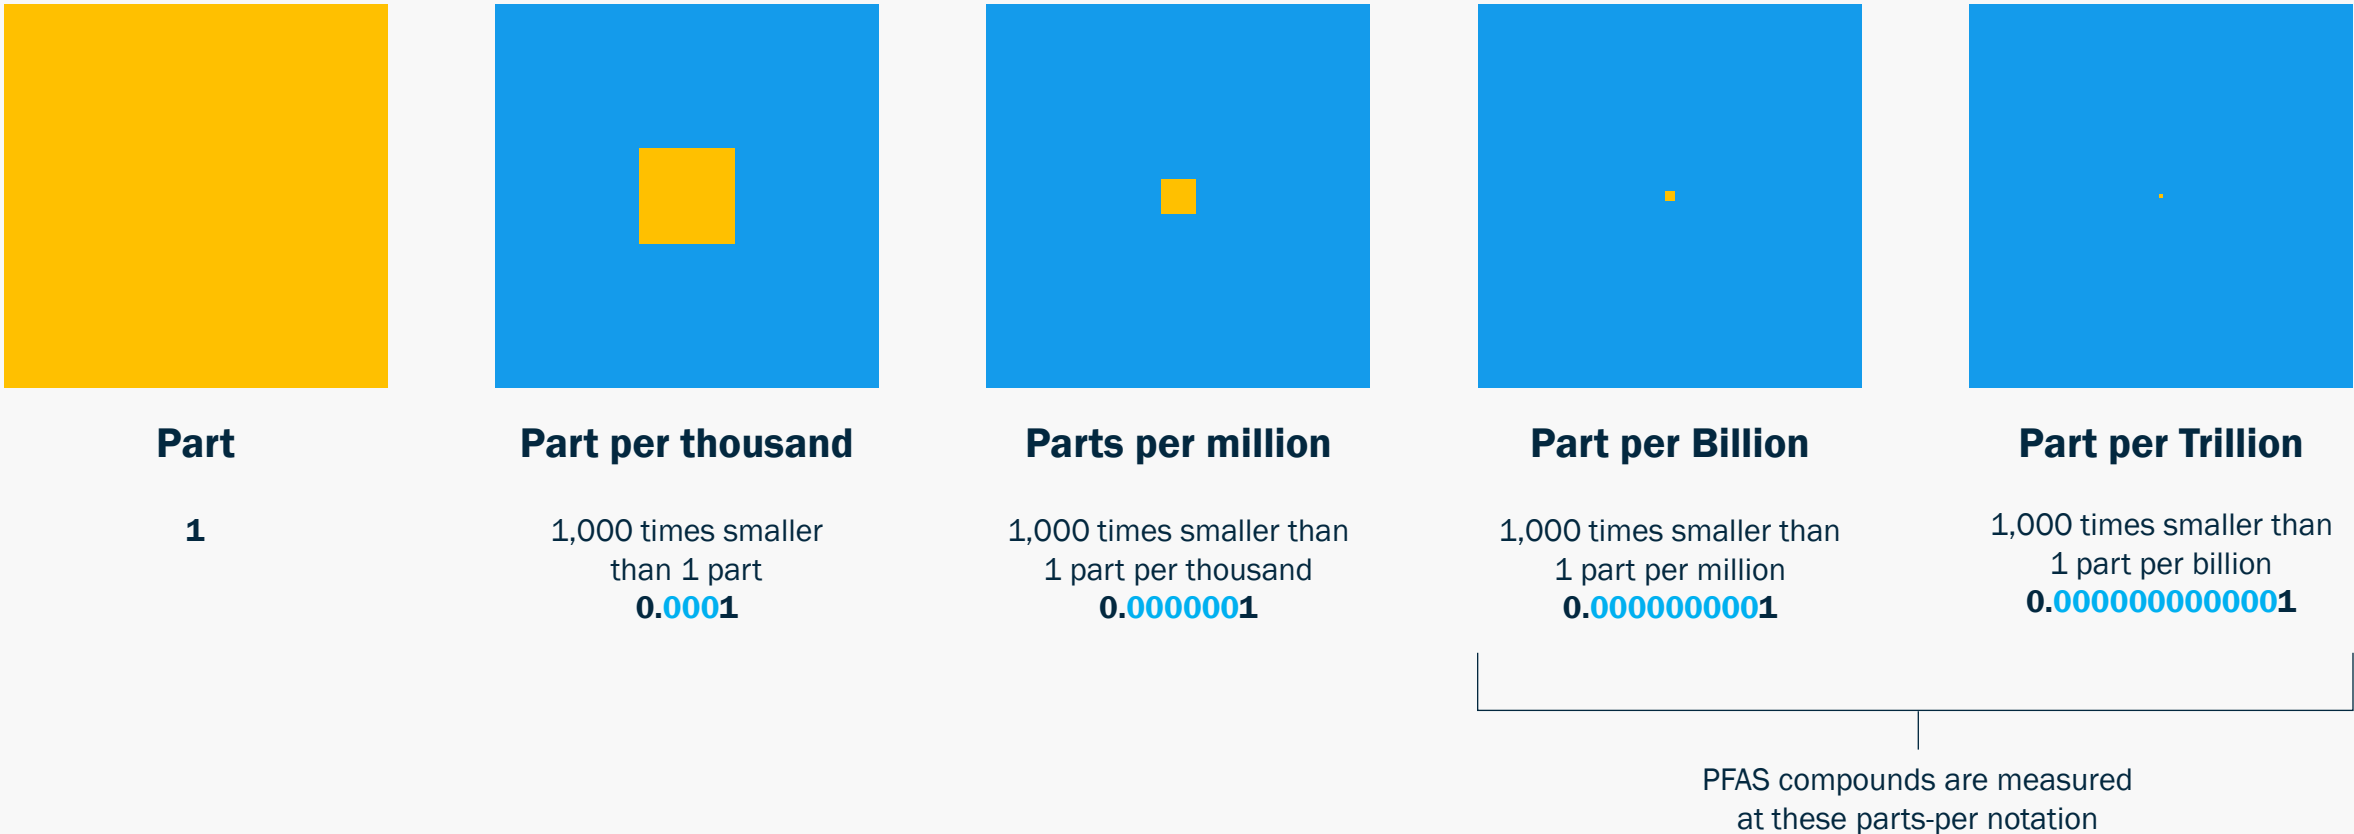 Part
1
Part per thousand
1,000 times smaller
than 1 part
0.0001
Parts per million
1,000 times smaller than
1 part per thousand
0.0000001
Part per Billion
1,000 times smaller than
1 part per million
0.0000000001
Part per Trillion
1,000 times smaller than
1 part per billion
0.0000000000001
PFAS compounds are measured
at these parts-per notation